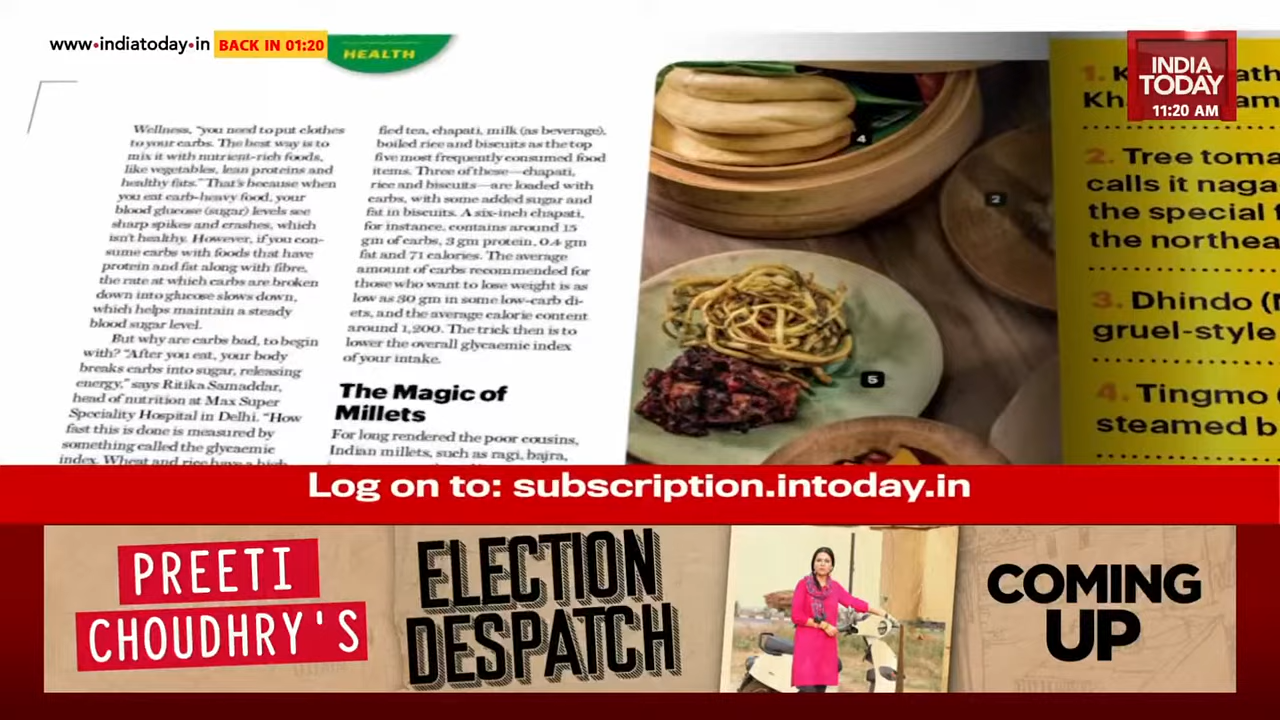 www•indiatoday•in
BACK IN 01:20
HEALTH
INDIA
TODAY
11:20 AM
Wellness, "you need to put clothes
to your carbs. The best way is to
mix it with nutrient-rich foods,
like vegetables, lean proteins and
healthy fats." That's because when
you eat carb-heavy food, your
blood glucose (sugar) levels see
sharp spikes and crashes, which
isn't healthy. However, if you con-
sume carbs with foods that have
protein and fat along with fibre,
the rate at which carbs are broken
down into glucose slows down,
which helps maintain a steady
blood sugar level.
But why are carbs bad, to begin
with? "After you eat, your body
breaks carbs into sugar, releasing
energy," says Ritika Samaddar,
head of nutrition at Max Super
Speciality Hospital in Delhi. "How
fast this is done is measured by
something called the glycaemic
index. Wheat and rice have a high
fied tea, chapati, milk (as beverage),
boiled rice and biscuits as the top
five most frequently consumed food
items. Three of these—chapati,
rice and biscuits—are loaded with
carbs, with some added sugar and
fat in biscuits. A six-inch chapati,
for instance, contains around 15
gm of carbs, 3 gm protein, 0.4 gm
fat and 71 calories. The average
amount of carbs recommended for
those who want to lose weight is as
low as 30 gm in some low-carb di-
ets, and the average calorie content
around 1,200. The trick then is to
lower the overall glycaemic index
of your intake.
The Magic of
Millets
For long rendered the poor cousins,
Indian millets, such as ragi, bajra,
4
2
5
1.
Kh
2. Tree toma
calls it naga
the special
the northea
3. Dhindo (
gruel-style
4. Tingmo
steamed b
Log on to: subscription.intoday.in
PREETI
CHOUDHRY'S
ELECTION
DESPATCH
COMING
UP